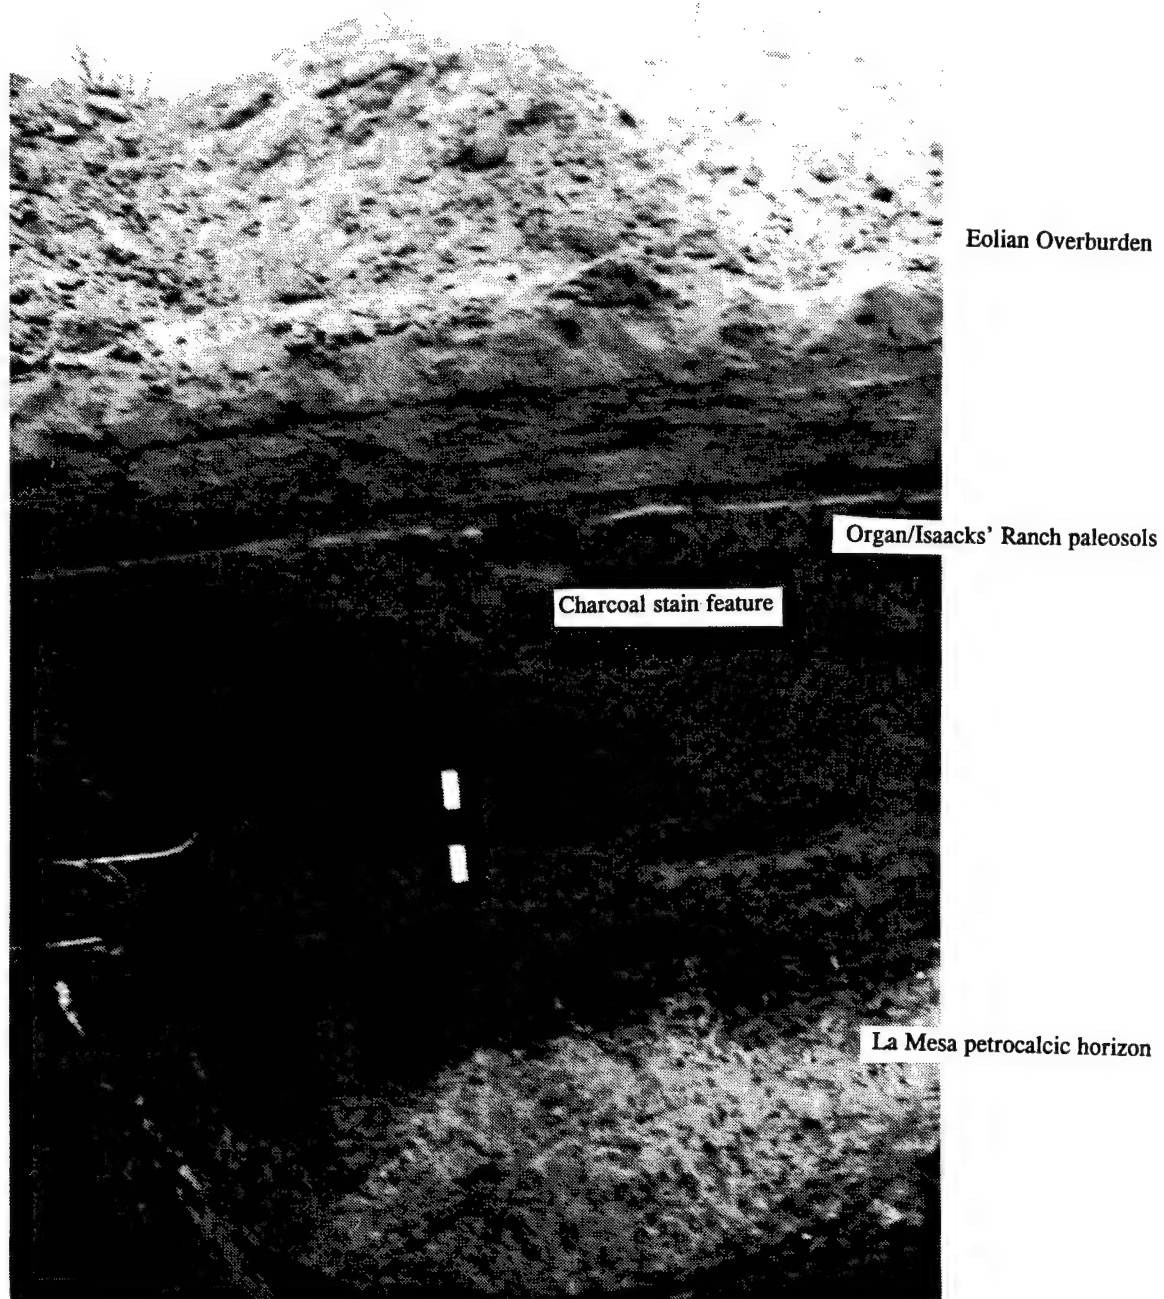 Eolian Overburden
Organ/Isaacks' Ranch paleosols
Charcoal stain feature
La Mesa petrocalcic horizon